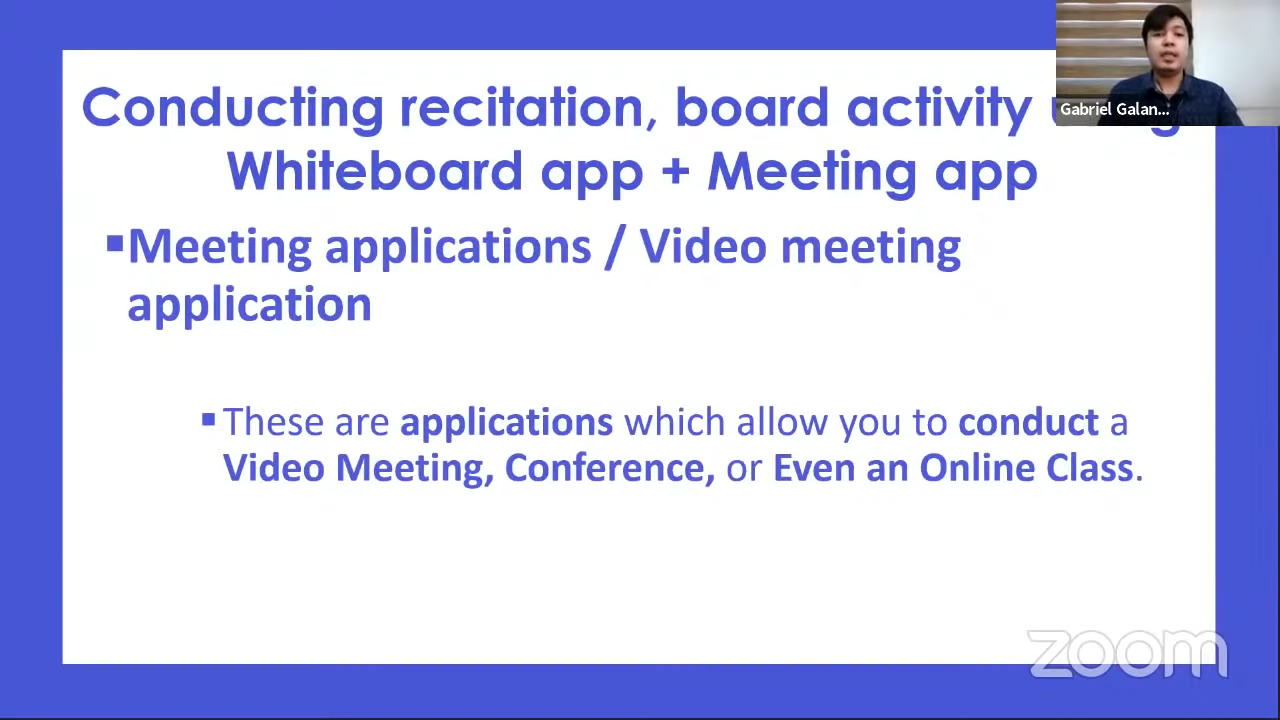 Conducting recitation, board activity
Gabriel Galan...
Whiteboard app + Meeting app
▪Meeting applications / Video meeting
application
▪These are applications which allow you to conduct a
Video Meeting, Conference, or Even an Online Class.
zoom